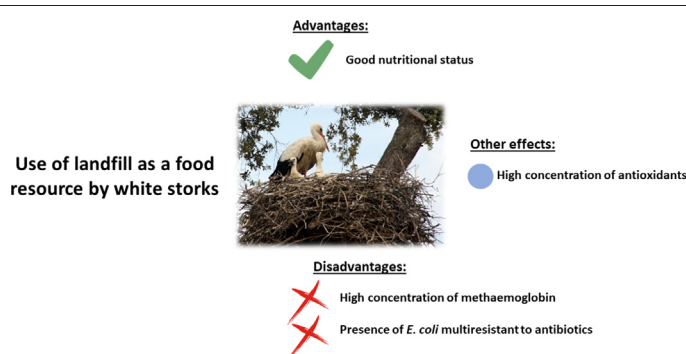 Advantages:
Good nutritional status
Use of landfill as a food
resource by white storks
Other effects:
High concentration of antioxidants
Disadvantages:
High concentration of methaemoglobin
Presence of E. coli multiresistant to antibiotics